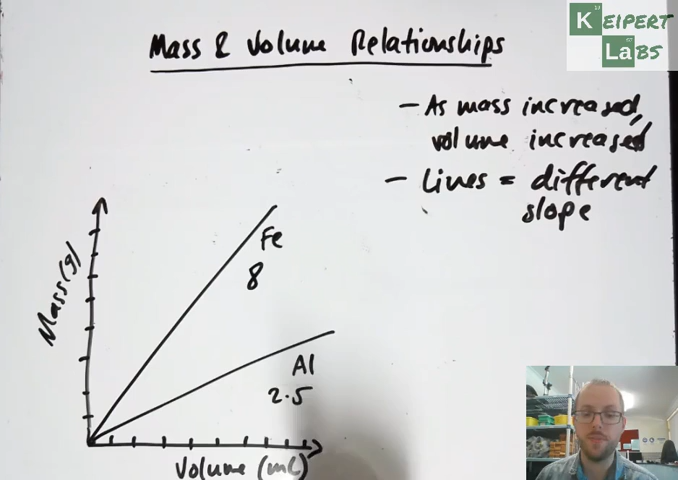 Mass & Volume Relationships
KEIPERT
LaBS
- As mass increased,
volume increased
- Lines = different
slope
Mass(g)
Fe
8
Al
2.5
Volume (mL)